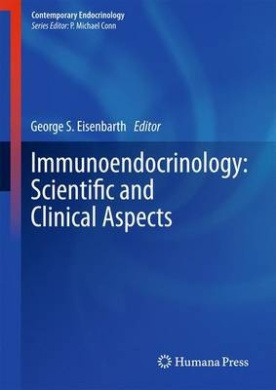 Contemporary Endocrinology
Series Editor: P. Michael Conn
George S. Eisenbarth Editor
Immunoendocrinology:
Scientific and
Clinical Aspects
Humana Press